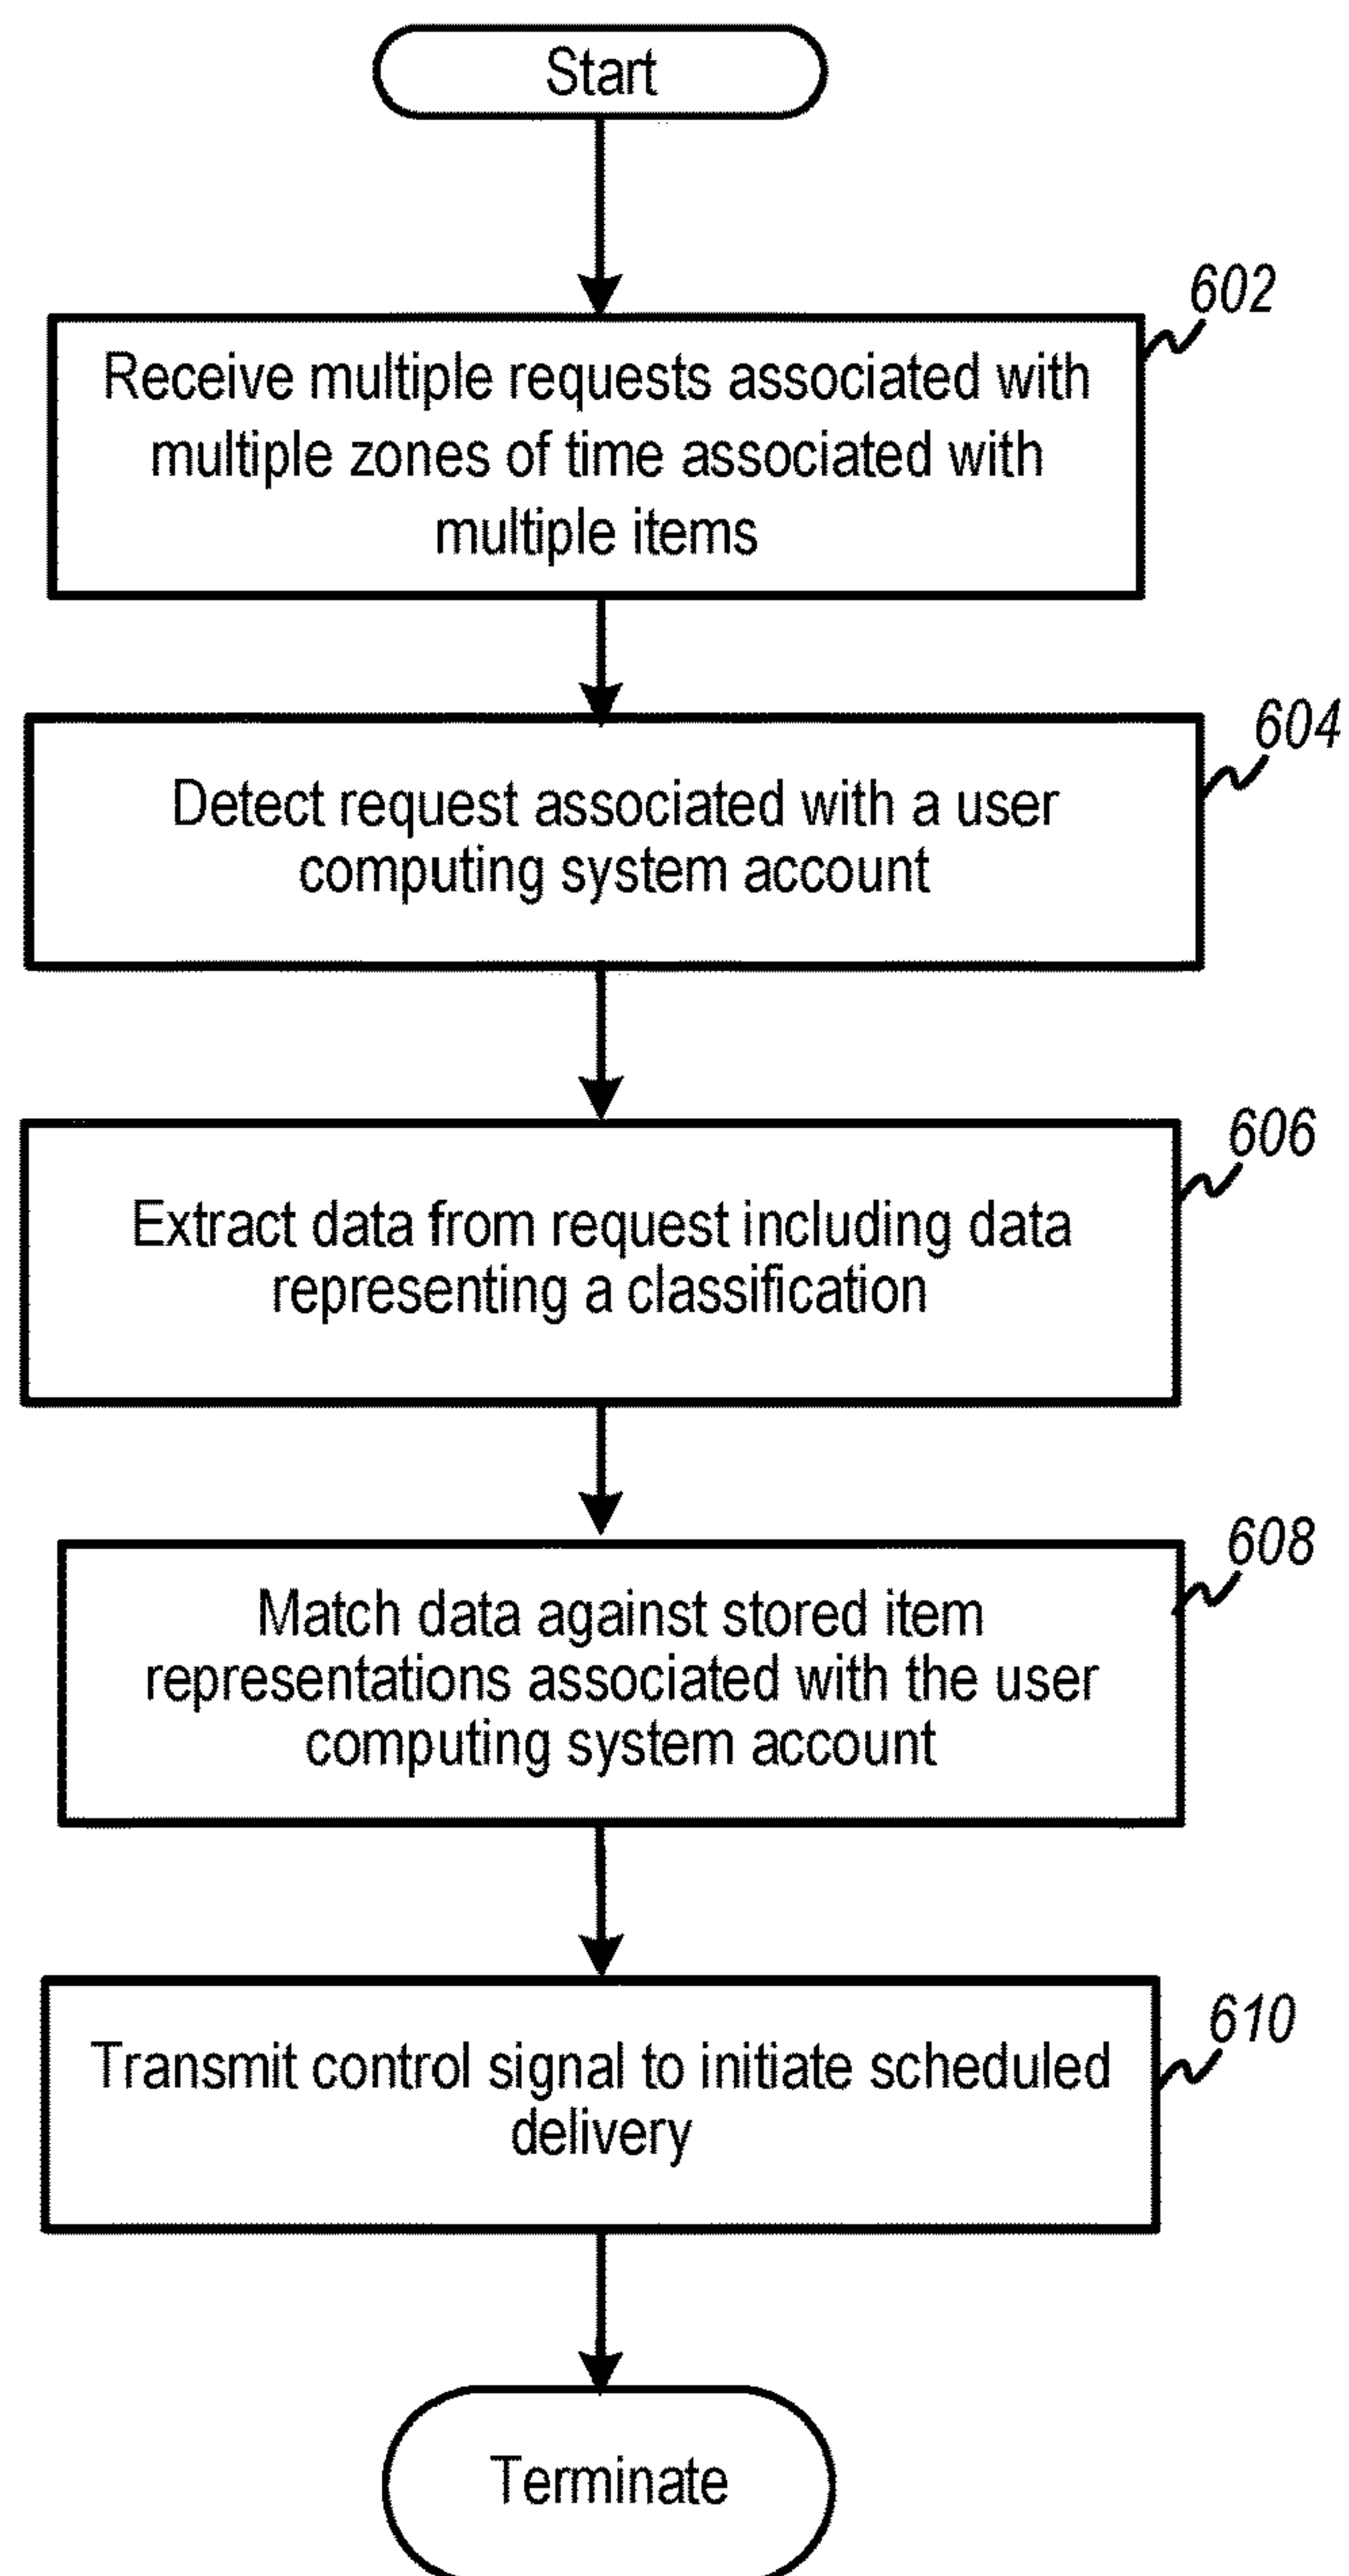 Start
602
Receive multiple requests associated with
multiple zones of time associated with
multiple items
604
Detect request associated with a user
computing system account
606
Extract data from request including data
representing a classification
608
Match data against stored item
representations associated with the user
computing system account
610
Transmit control signal to initiate scheduled
delivery
Terminate